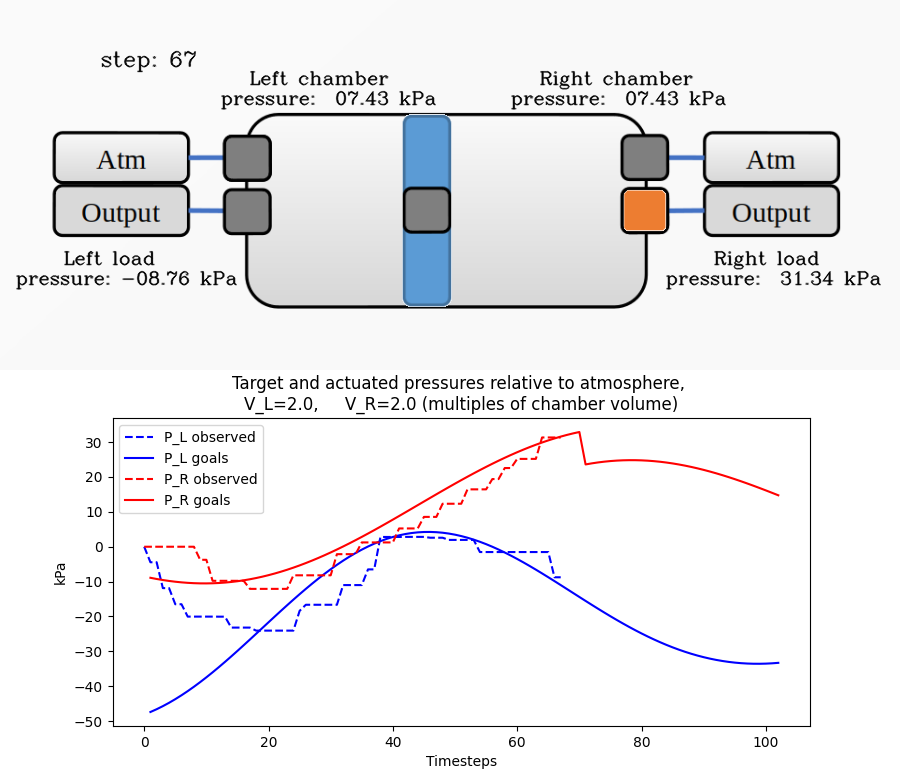 step: 67
Left chamber
pressure: 07.43 kPa
Right chamber
pressure: 07.43 kPa
Atm
Output
Atm
Output
Left load
pressure: −08.76 kPa
Right load
pressure: 31.34 kPa
Target and actuated pressures relative to atmosphere,
V_L=2.0, V_R=2.0 (multiples of chamber volume)
P_L observed
P_L goals
P_R observed
P_R goals
kPa
30
20
10
0
−10
−20
−30
−40
−50
0 20 40 60 80 100
Timesteps